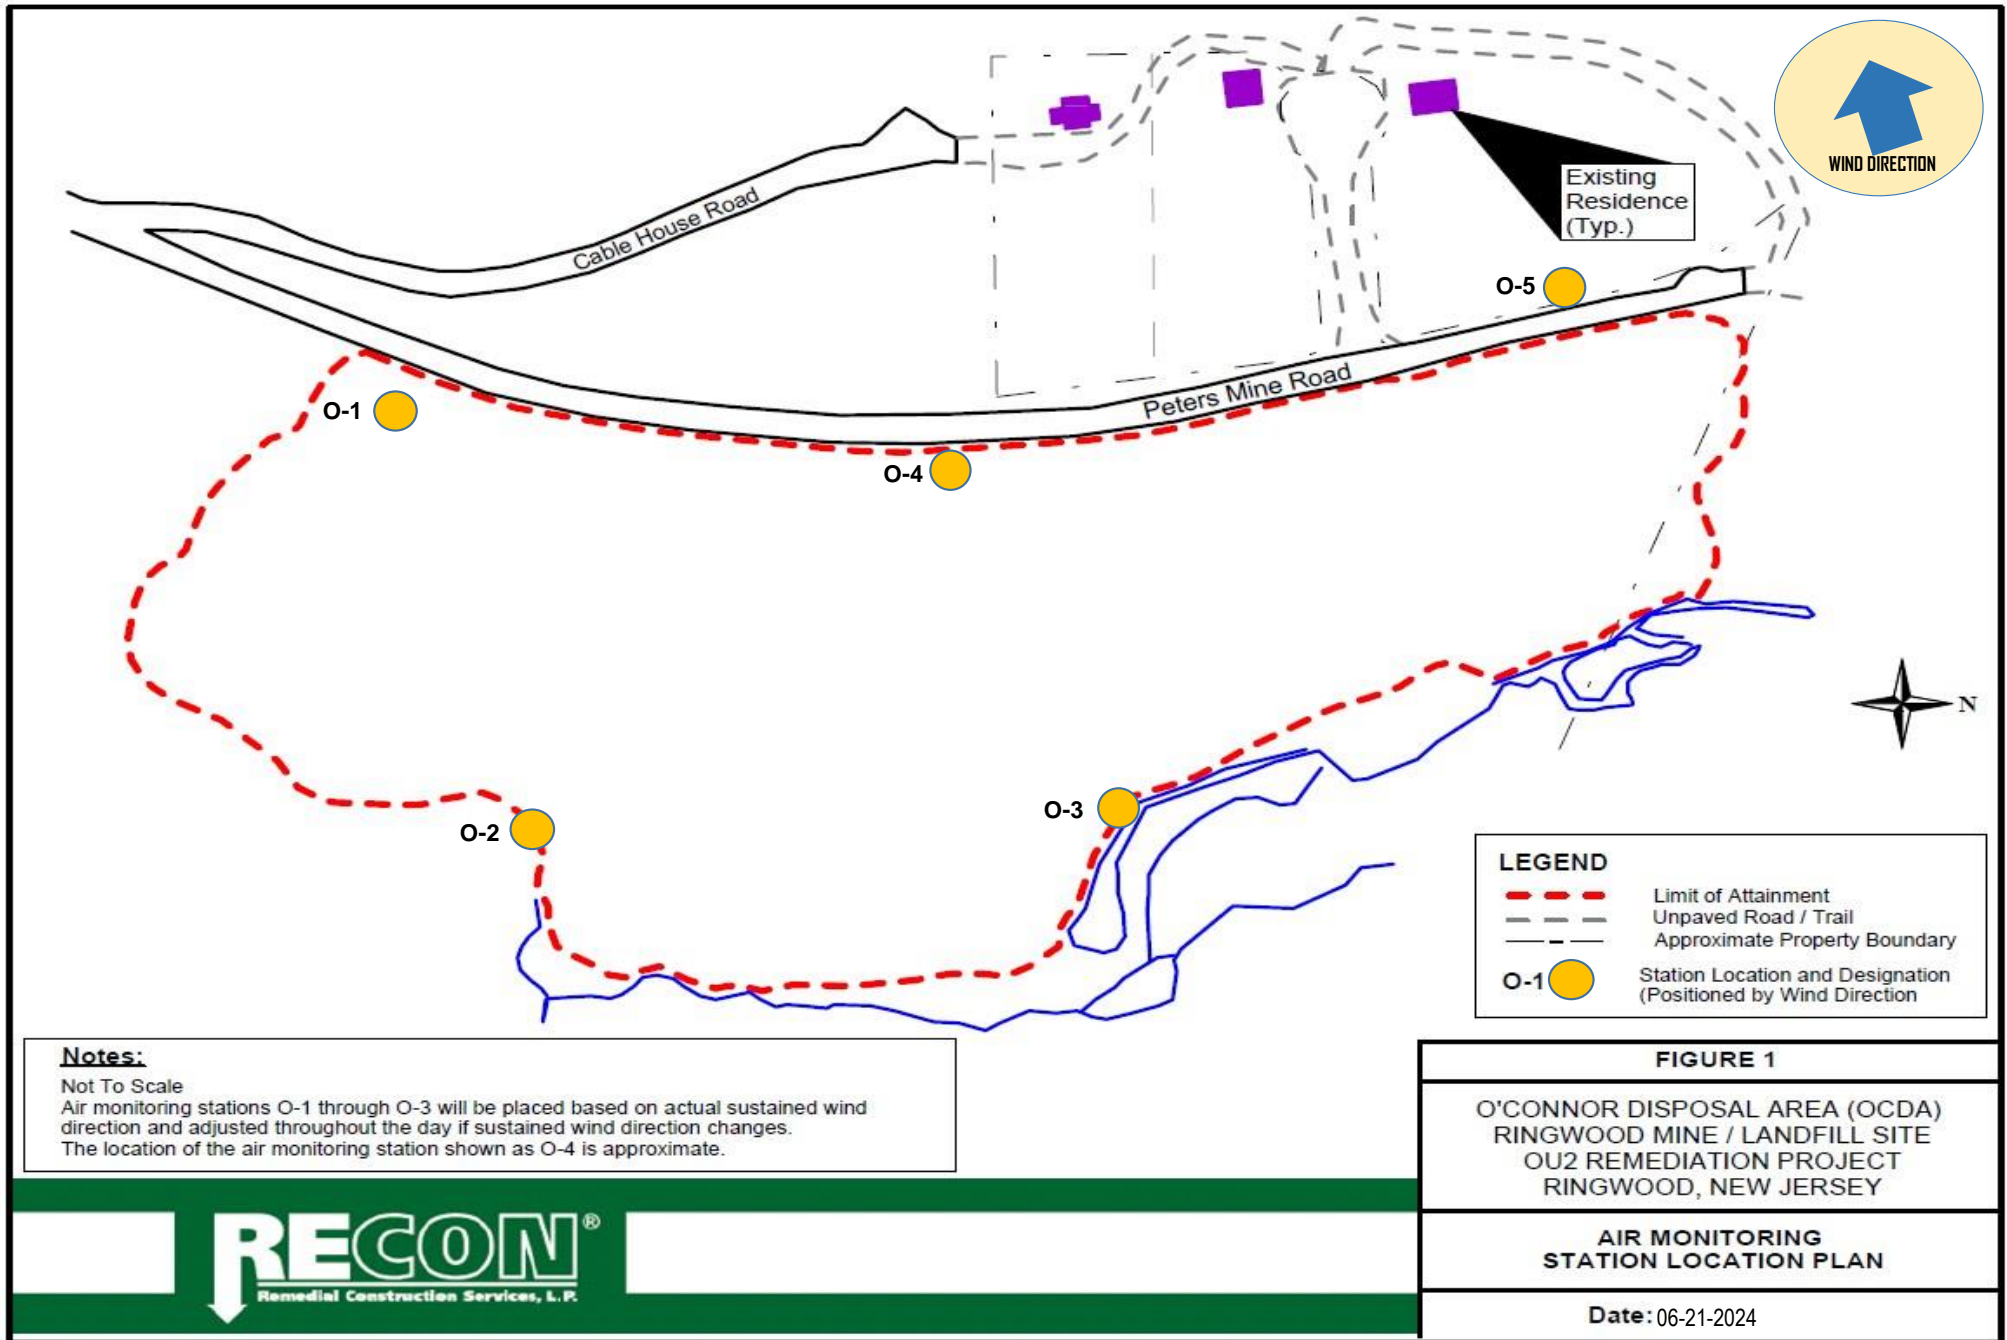 WIND DIRECTION
Existing
Residence
(Typ.)
Cable House Road
O-5
Peters Mine Road
O-1
O-4
N
O-3
O-2
LEGEND
Limit of Attainment
Unpaved Road / Trail
Approximate Property Boundary
O-1
Station Location and Designation
(Positioned by Wind Direction
Notes:
Not To Scale
Air monitoring stations O-1 through O-3 will be placed based on actual sustained wind
direction and adjusted throughout the day if sustained wind direction changes.
The location of the air monitoring station shown as O-4 is approximate.
FIGURE 1
O'CONNOR DISPOSAL AREA (OCDA)
RINGWOOD MINE / LANDFILL SITE
OU2 REMEDIATION PROJECT
RINGWOOD, NEW JERSEY
AIR MONITORING
STATION LOCATION PLAN
Date: 06-21-2024
RECON®
Remedial Construction Services, L.P.